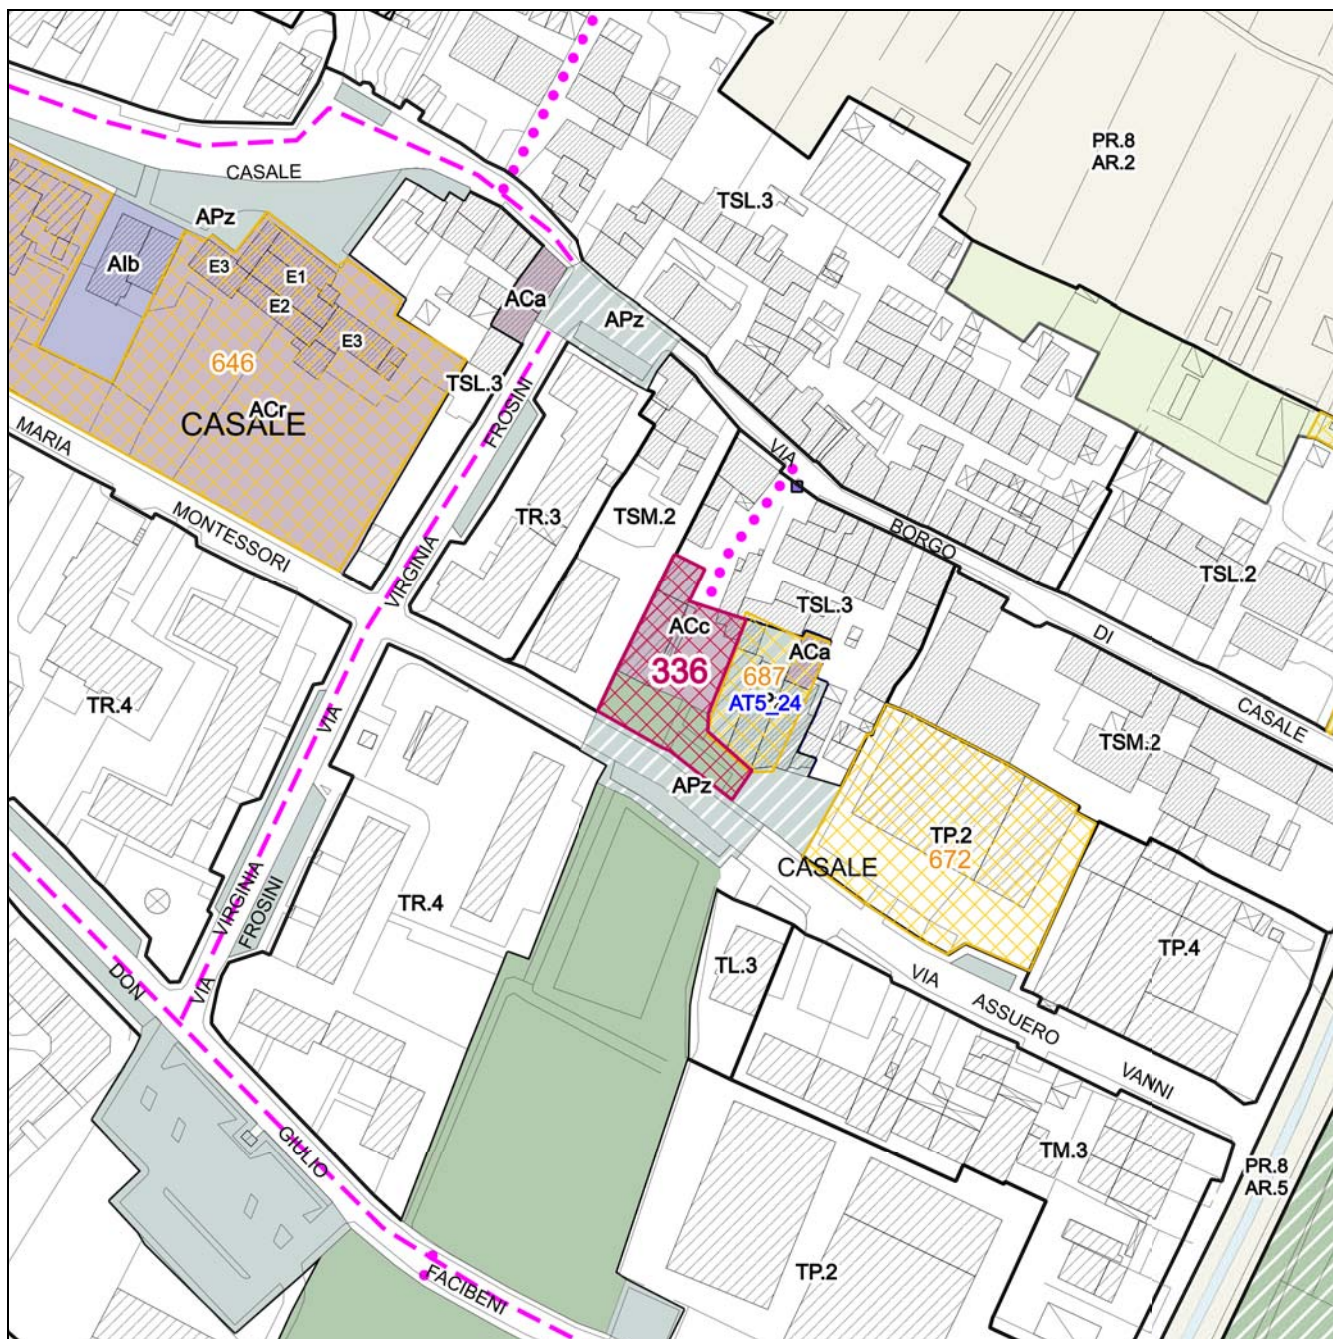 PR.8
AR.2
CASALE
TSL.3
APz
AIb
E3
E1
E2
E3
ACa
APz
646
ACr
CASALE
TSL.3
FROSINI
MARIA
MONTESSORI
VIRGINIA
TR.3
TSM.2
VIA
BORGO
TSL.2
TSL.3
DI
CASALE
ACc
336
ACa
687
AT5_24
TR.4
VIA
TSM.2
APz
TP.2
672
CASALE
VIRGINIA
FROSINI
TR.4
TP.4
DON
VIA
TL.3
VIA
ASSUERO
VANNI
GIULIO
TM.3
PR.8
AR.5
FACIBENI
TP.2